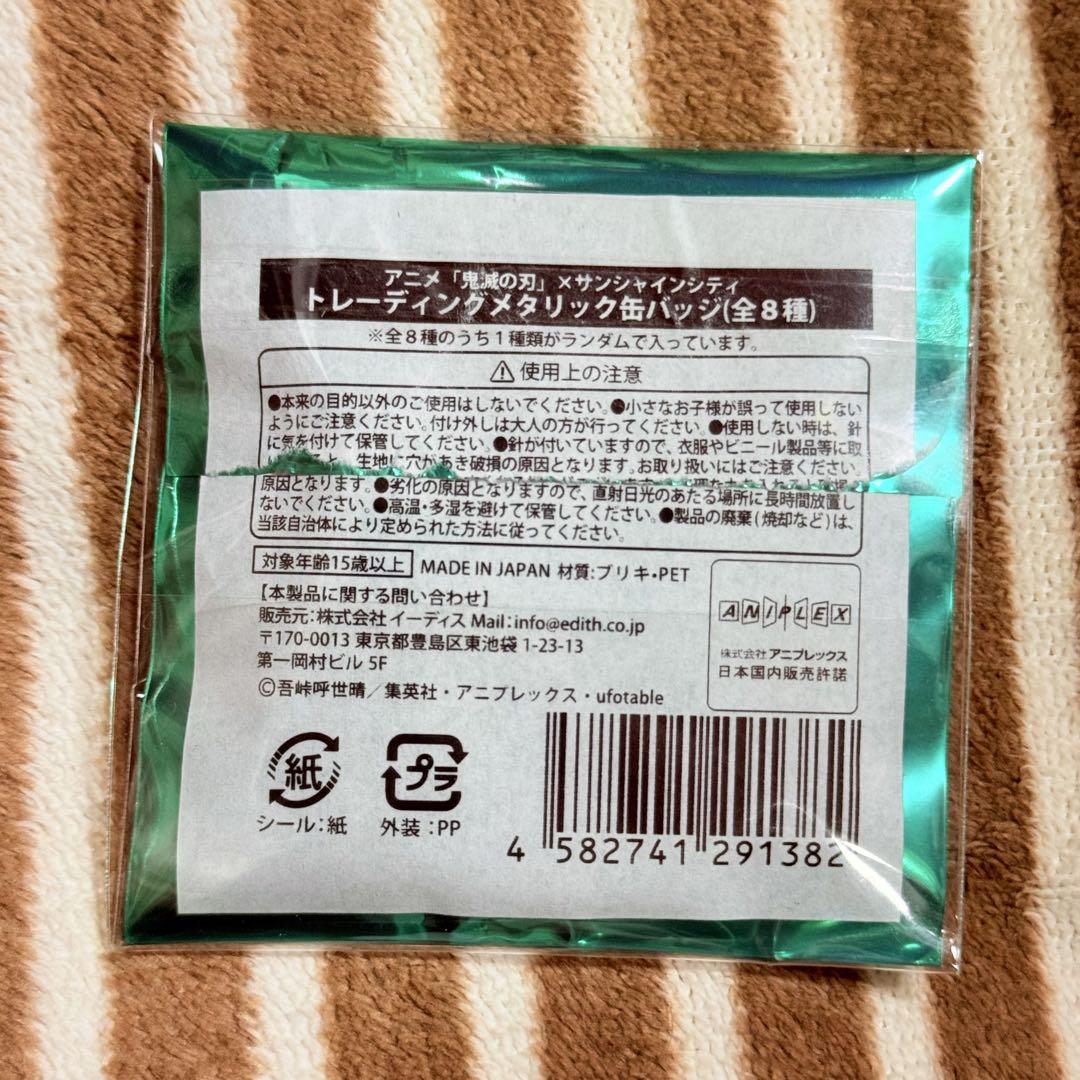 アニメ「鬼滅の刃」×サンシャインシティ
トレーディングメタリック缶バッジ(全８種)
※全８種のうち１種類がランダムで入っています。
⚠使用上の注意
●本来の目的以外のご使用はしないでください。●小さなお子様が誤って使用しない
ようにご注意ください。付け外しは大人の方が行ってください。●使用しない時は、針
に気を付けて保管してください。●針が付いていますので、衣服やビニール製品等に取
生地に穴があき破損の原因となります。お取り扱いにはご注意ください。
原因となります。●劣化の原因となりますので、直射日光のあたる場所に長時間放置し
ないでください。●高温・多湿を避けて保管してください。●製品の廃棄(焼却など)は、
当該自治体により定められた方法に従ってください。
対象年齢15歳以上 MADE IN JAPAN 材質:ブリキ・PET
【本製品に関する問い合わせ】
販売元:株式会社 イーディス Mail:info@edith.co.jp
〒170-0013 東京都豊島区東池袋 1-23-13
第一岡村ビル 5F
©吾峠呼世晴／集英社・アニプレックス・ufotable
ANIPLEX
株式会社アニプレックス
日本国内販売許諾
紙
シール:紙
プラ
外装:PP
4 582741 291382